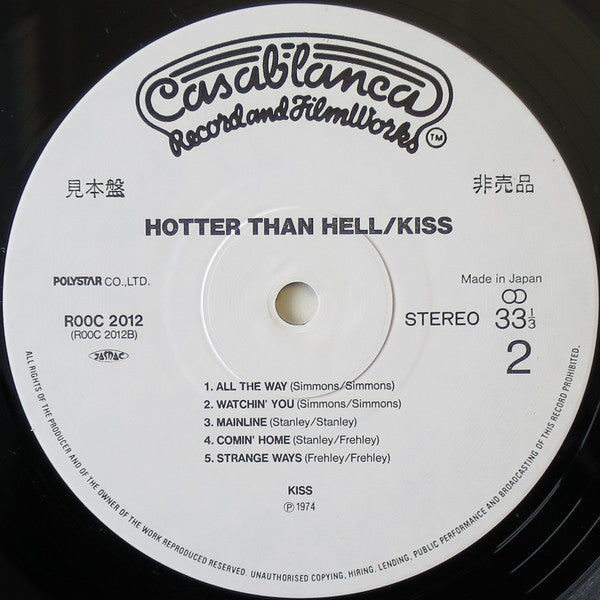 Casablanca
Record and FilmWorks TM
見本盤
非売品
HOTTER THAN HELL/KISS
POLYSTAR CO.,LTD.
Made in Japan
R00C 2012
(R00C 2012B)
JASRAC
STEREO 33 1/3
2
1. ALL THE WAY (Simmons/Simmons)
2. WATCHIN' YOU (Simmons/Simmons)
3. MAINLINE (Stanley/Stanley)
4. COMIN' HOME (Stanley/Frehley)
5. STRANGE WAYS (Frehley/Frehley)
KISS
Ⓟ 1974
ALL RIGHTS OF THE PRODUCER AND OF THE OWNER OF THE WORK REPRODUCED RESERVED. UNAUTHORISED COPYING, HIRING, LENDING, PUBLIC PERFORMANCE AND BROADCASTING OF THIS RECORD PROHIBITED.